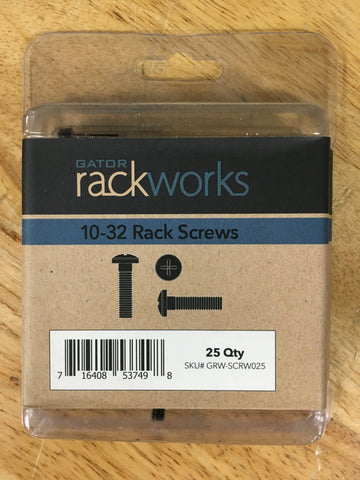 GATOR
rackworks
10-32 Rack Screws
25 Qty
SKU# GRW-SCRW025
7 16408 53749 8